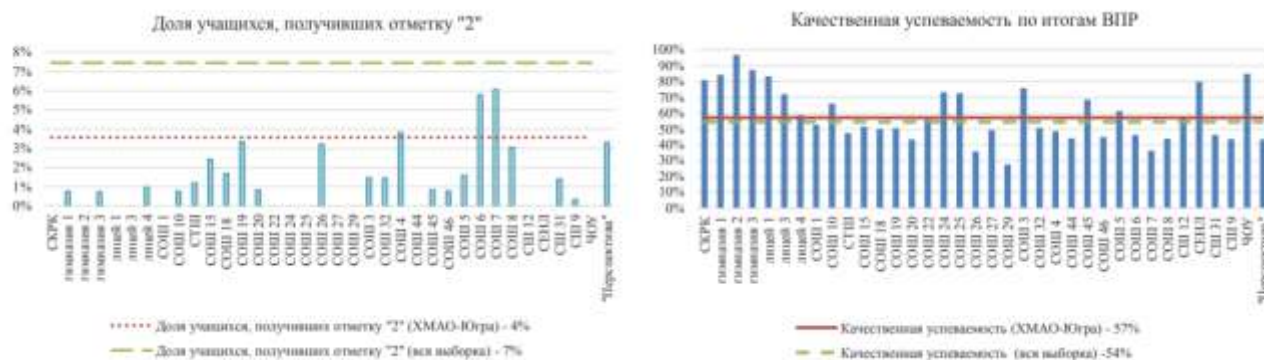 Доля учащихся, получивших отметку "2"
8%
7%
6%
5%
4%
3%
2%
1%
0%
СКРК
гимназия 1
гимназия 2
гимназия 3
лицей 1
лицей 3
лицей 4
СОШ 1
СОШ 10
СТШ
СОШ 15
СОШ 18
СОШ 19
СОШ 20
СОШ 22
СОШ 24
СОШ 25
СОШ 26
СОШ 27
СОШ 29
СОШ 3
СОШ 32
СОШ 4
СОШ 44
СОШ 45
СОШ 46
СОШ 5
СОШ 6
СОШ 7
СОШ 8
СШ 12
СЕНЛ
СШ 31
СШ 9
ЧОУ
"Перспектива"
Доля учащихся, получивших отметку "2" (ХМАО-Югра) - 4%
Доля учащихся, получивших отметку "2" (вся выборка) - 7%
Качественная успеваемость по итогам ВПР
100%
90%
80%
70%
60%
50%
40%
30%
20%
10%
0%
СКРК
гимназия 1
гимназия 2
гимназия 3
лицей 1
лицей 3
лицей 4
СОШ 1
СОШ 10
СТШ
СОШ 15
СОШ 18
СОШ 19
СОШ 20
СОШ 22
СОШ 24
СОШ 25
СОШ 26
СОШ 27
СОШ 29
СОШ 3
СОШ 32
СОШ 4
СОШ 44
СОШ 45
СОШ 46
СОШ 5
СОШ 6
СОШ 7
СОШ 8
СШ 12
СЕНЛ
СШ 31
СШ 9
ЧОУ
Качественная успеваемость (ХМАО-Югра) - 57%
Качественная успеваемость (вся выборка) -54%